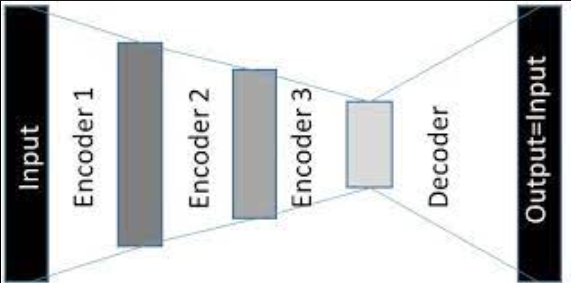 Input
Encoder 1
Encoder 2
Encoder 3
Decoder
Output=Input